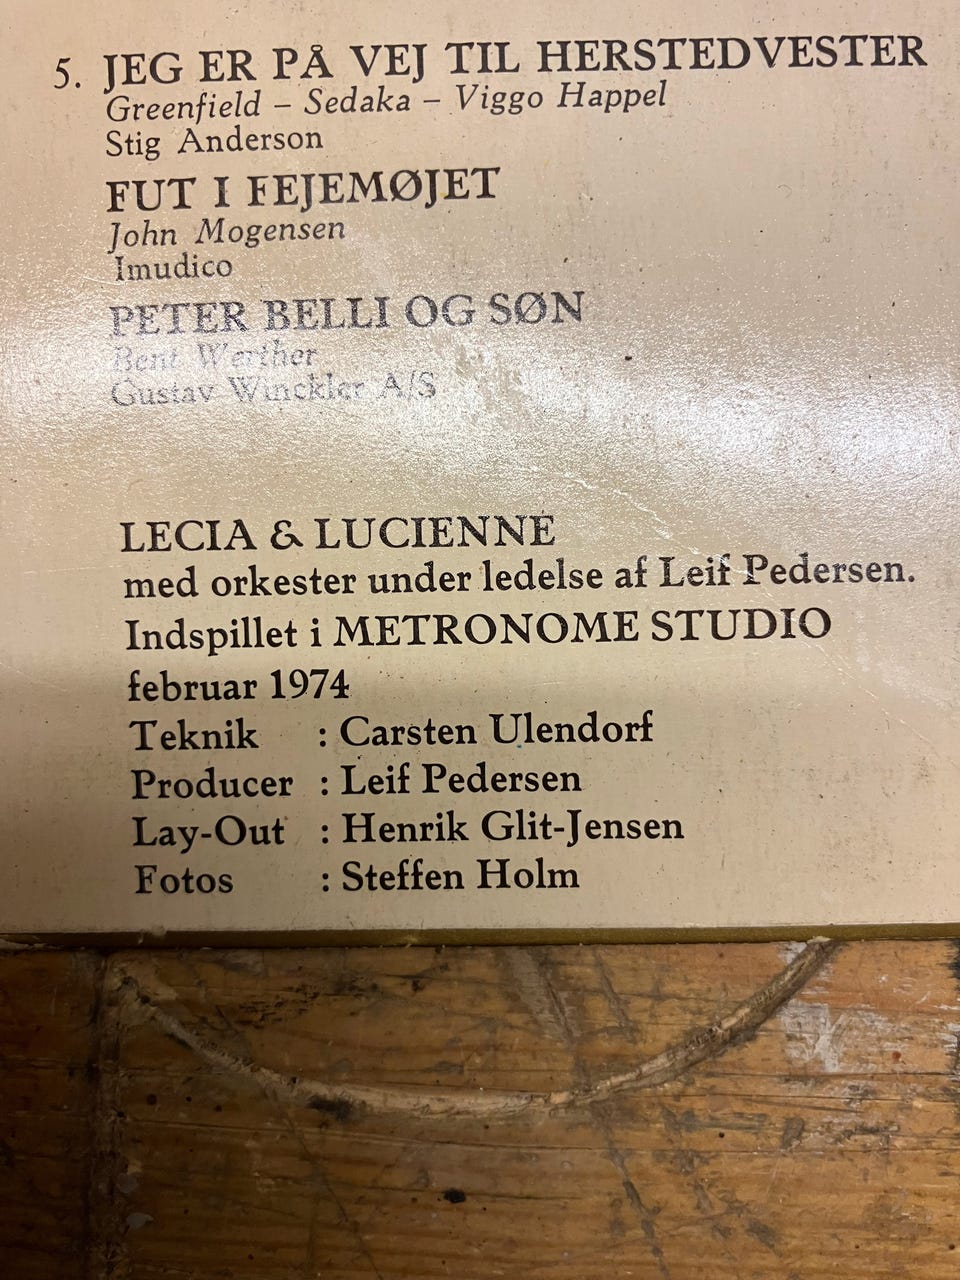 5. JEG ER PÅ VEJ TIL HERSTEDVESTER
Greenfield – Sedaka – Viggo Happel
Stig Anderson
FUT I FEJEMØJET
John Mogensen
Imudico
PETER BELLI OG SØN
Bent Werther
Gustav Winckler A/S
LECIA & LUCIENNE
med orkester under ledelse af Leif Pedersen.
Indspillet i METRONOME STUDIO
februar 1974
Teknik : Carsten Ulendorf
Producer : Leif Pedersen
Lay-Out : Henrik Glit-Jensen
Fotos : Steffen Holm